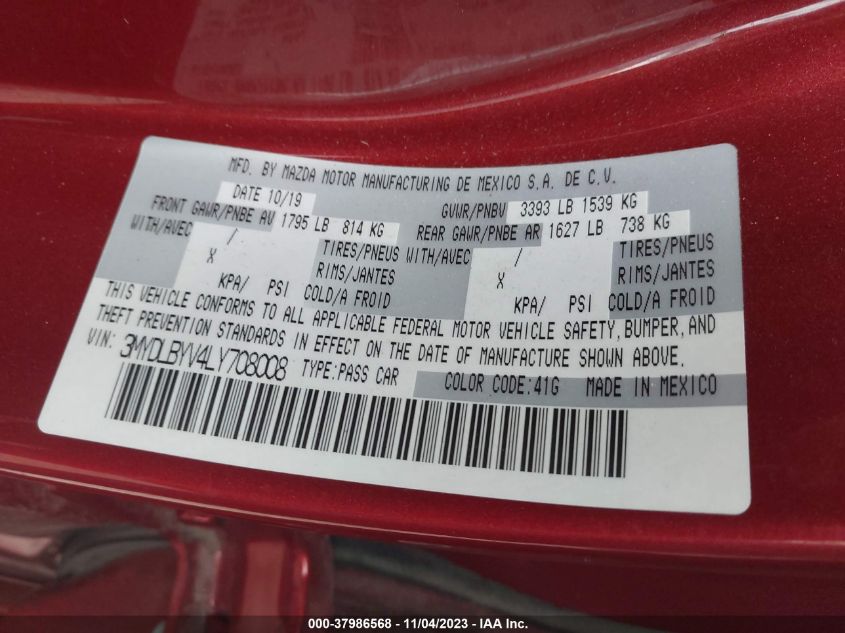 MFD. BY MAZDA MOTOR MANUFACTURING DE MEXICO S.A. DE C.V.
DATE 10/19 GVWR/PNBV 3393 LB 1539 KG
FRONT GAWR/PNBE AV 1795 LB 814 KG REAR GAWR/PNBE AR 1627 LB 738 KG
WITH/AVEC / TIRES/PNEUS WITH/AVEC / TIRES/PNEUS
X RIMS/JANTES X RIMS/JANTES
KPA/ PSI COLD/A FROID KPA/ PSI COLD/A FROID
THIS VEHICLE CONFORMS TO ALL APPLICABLE FEDERAL MOTOR VEHICLE SAFETY, BUMPER, AND
THEFT PREVENTION STANDARDS IN EFFECT ON THE DATE OF MANUFACTURE SHOWN ABOVE.
VIN: 3MYDLBYV4LY708008 TYPE:PASS CAR COLOR CODE:41G MADE IN MEXICO
000-37986568 — 11/04/2023 — IAA Inc.